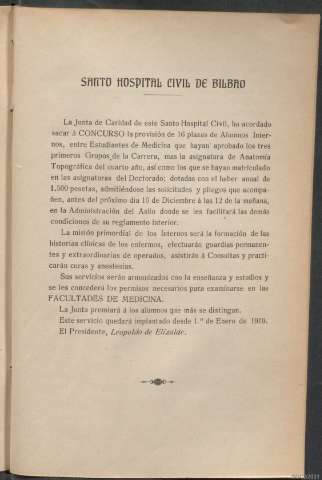 SANTO HOSPITAL CIVIL DE BILBAO
La Junta de Caridad de este Santo Hospital Civil, ha acordado
sacar á CONCURSO la provisión de 16 plazas de Alumnos Inter-
nos, entre Estudiantes de Medicina que hayan aprobado los tres
primeros Grupos de la Carrera, mas la asignatura de Anatomía
Topográfica del cuarto año, así como los que se hayan matriculado
en las asignaturas del Doctorado; dotadas con el haber anual de
1.500 pesetas, admitiéndose las solicitudes y pliegos que acompa-
ñen, antes del próximo día 10 de Diciembre á las 12 de la mañana,
en la Administración del Asilo donde se les facilitará las demás
condiciones de su reglamento interior.
La misión primordial de los Internos será la formación de las
historias clínicas de los enfermos, efectuarán guardias permanen-
tes y extraordinarias de operados, asistirán á Consultas y practi-
carán curas y anestesias.
Sus servicios serán armonizados con la enseñanza y estudios y
se les concederá los permisos necesarios para examinarse en las
FACULTADES DE MEDICINA.
La Junta premiará á los alumnos que más se distingan.
Este servicio quedará implantado desde 1.º de Enero de
El Presidente, Leopoldo de Elizalde.